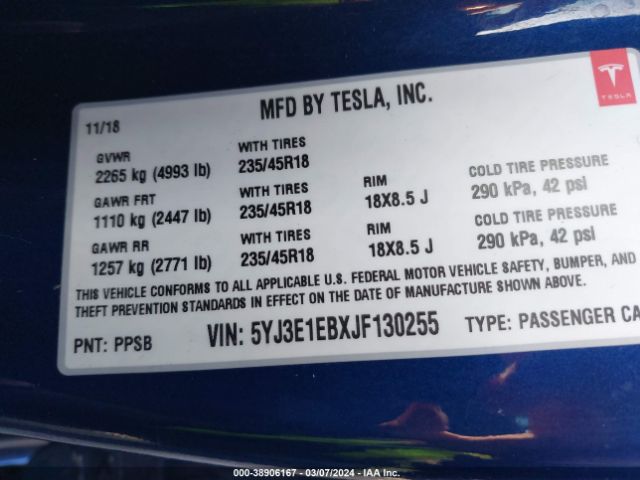 MFD BY TESLA, INC.
TESLA
11/18
GVWR
2265 kg (4993 lb)
WITH TIRES
235/45R18
GAWR FRT
1110 kg (2447 lb)
WITH TIRES
235/45R18
RIM
18X8.5 J
COLD TIRE PRESSURE
290 kPa, 42 psi
GAWR RR
1257 kg (2771 lb)
WITH TIRES
235/45R18
RIM
18X8.5 J
COLD TIRE PRESSURE
290 kPa, 42 psi
THIS VEHICLE CONFORMS TO ALL APPLICABLE U.S. FEDERAL MOTOR VEHICLE SAFETY, BUMPER, AND
THEFT PREVENTION STANDARDS IN EFFECT ON THE DATE OF MANUFACTURE SHOWN ABOVE.
PNT: PPSB
VIN: 5YJ3E1EBXJF130255
TYPE: PASSENGER CA
000-38906167 - 03/07/2024 - IAA Inc.